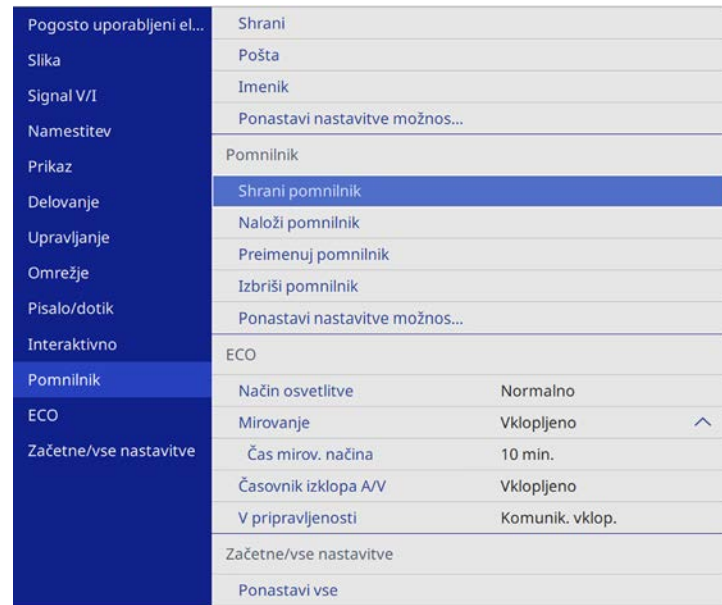 Pogosto uporabljeni el...
Slika
Signal V/I
Namestitev
Prikaz
Delovanje
Upravljanje
Omrežje
Pisalo/dotik
Interaktivno
Pomnilnik
ECO
Začetne/vse nastavitve
Shrani
Pošta
Imenik
Ponastavi nastavitve možnos...
Pomnilnik
Shrani pomnilnik
Naloži pomnilnik
Preimenuj pomnilnik
Izbriši pomnilnik
Ponastavi nastavitve možnos...
ECO
Način osvetlitve Normalno
Mirovanje Vklopljeno
Čas mirov. načina 10 min.
Časovnik izklopa A/V Vklopljeno
V pripravljenosti Komunik. vklop.
Začetne/vse nastavitve
Ponastavi vse